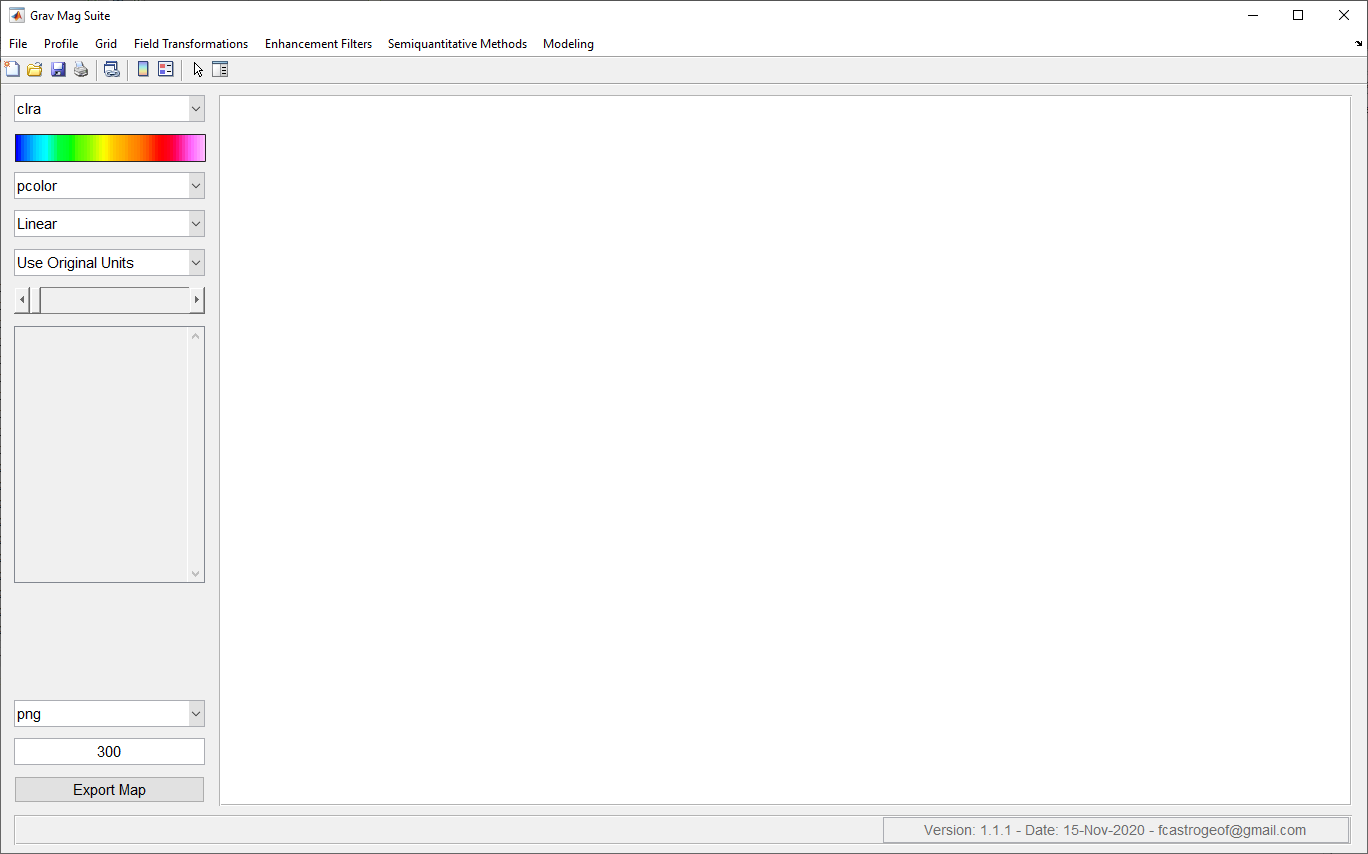 Grav Mag Suite
File Profile Grid Field Transformations Enhancement Filters Semiquantitative Methods Modeling
clra
pcolor
Linear
Use Original Units
png
300
Export Map
Version: 1.1.1 - Date: 15-Nov-2020 - fcastrogeof@gmail.com